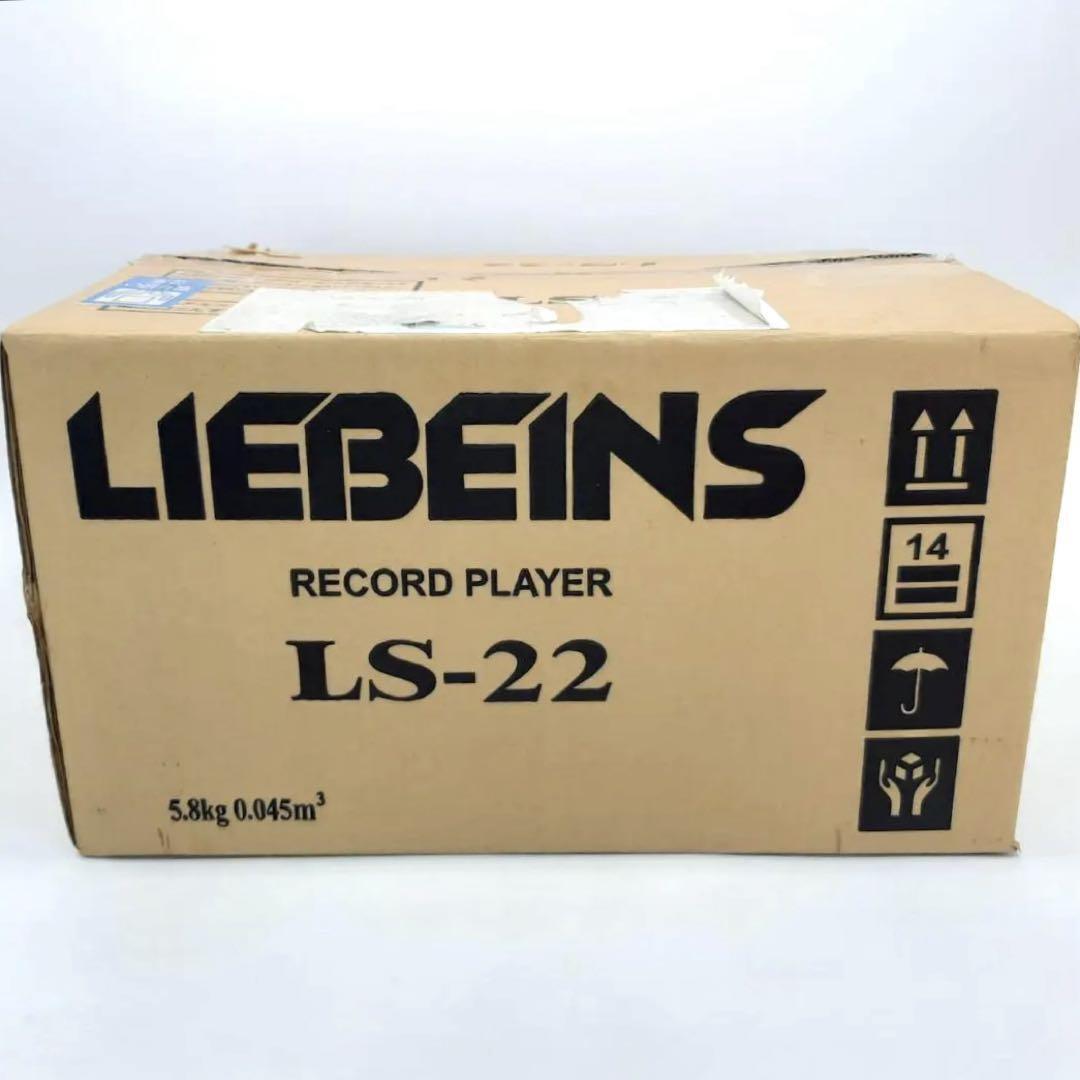 LIEBEINS
RECORD PLAYER
LS-22
5.8kg 0.045m³
14